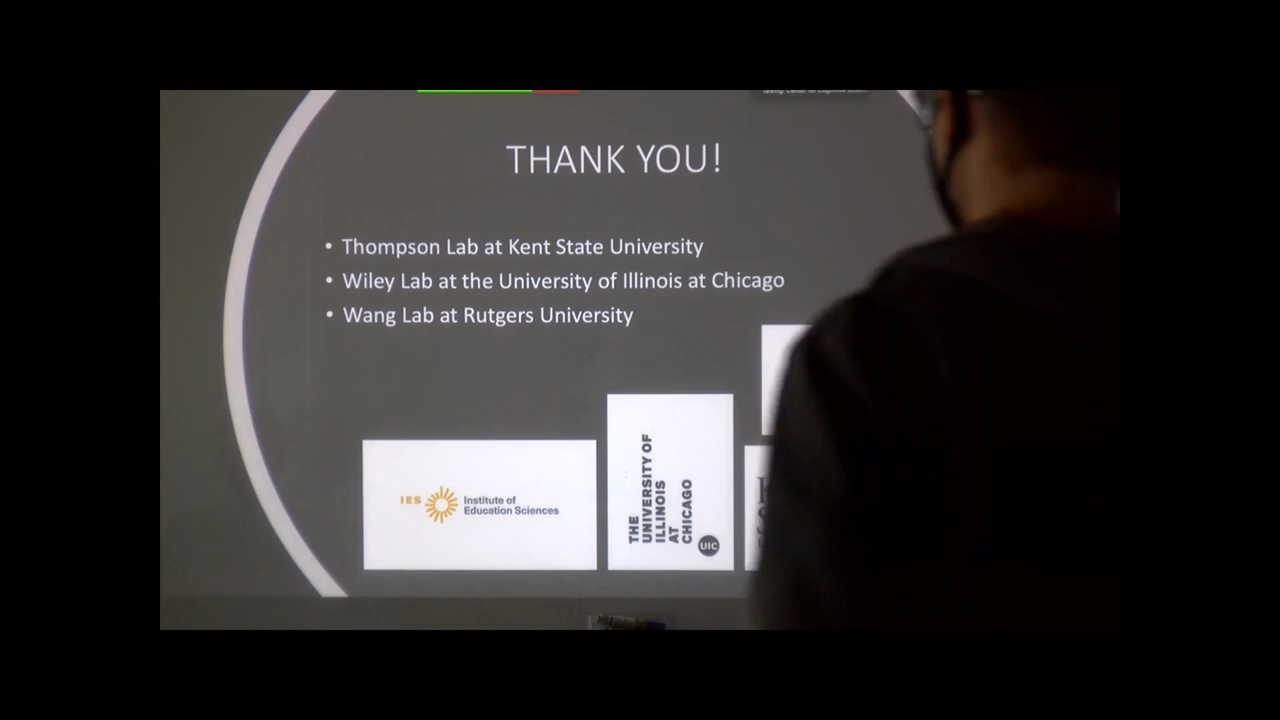 THANK YOU!
• Thompson Lab at Kent State University
• Wiley Lab at the University of Illinois at Chicago
• Wang Lab at Rutgers University
IES
Institute of
Education Sciences
THE
UNIVERSITY OF
ILLINOIS
AT
CHICAGO
UIC